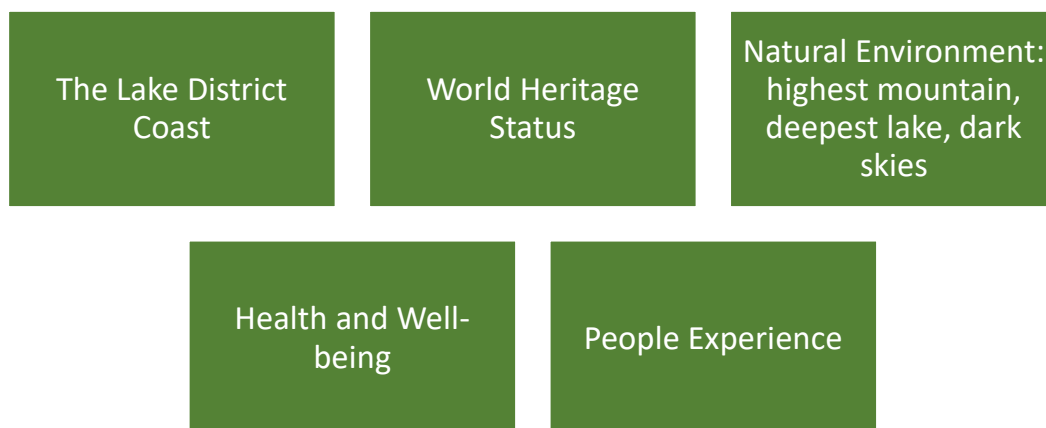 The Lake District
Coast
World Heritage
Status
Natural Environment:
highest mountain,
deepest lake, dark
skies
Health and Well-
being
People Experience